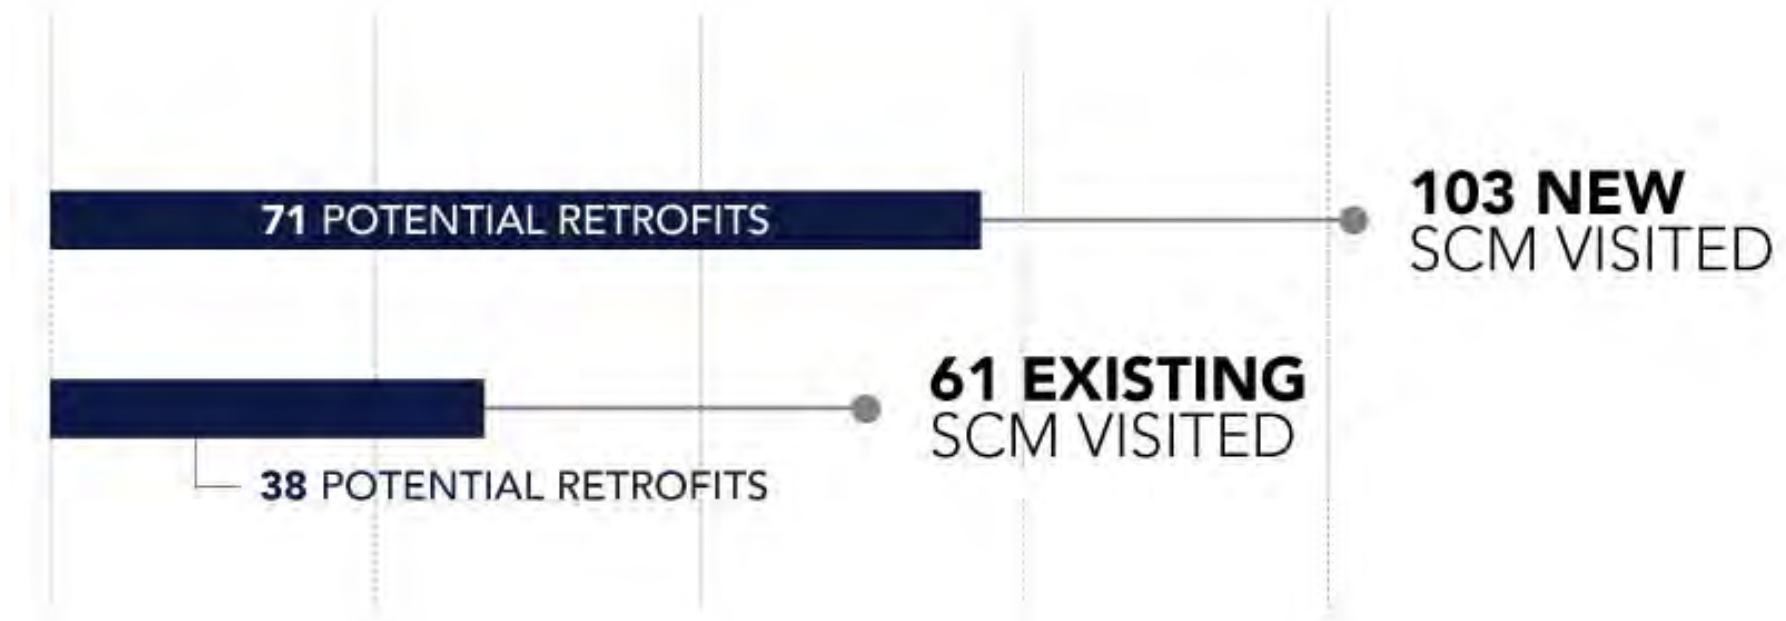 71 POTENTIAL RETROFITS
103 NEW
SCM VISITED
61 EXISTING
SCM VISITED
38 POTENTIAL RETROFITS